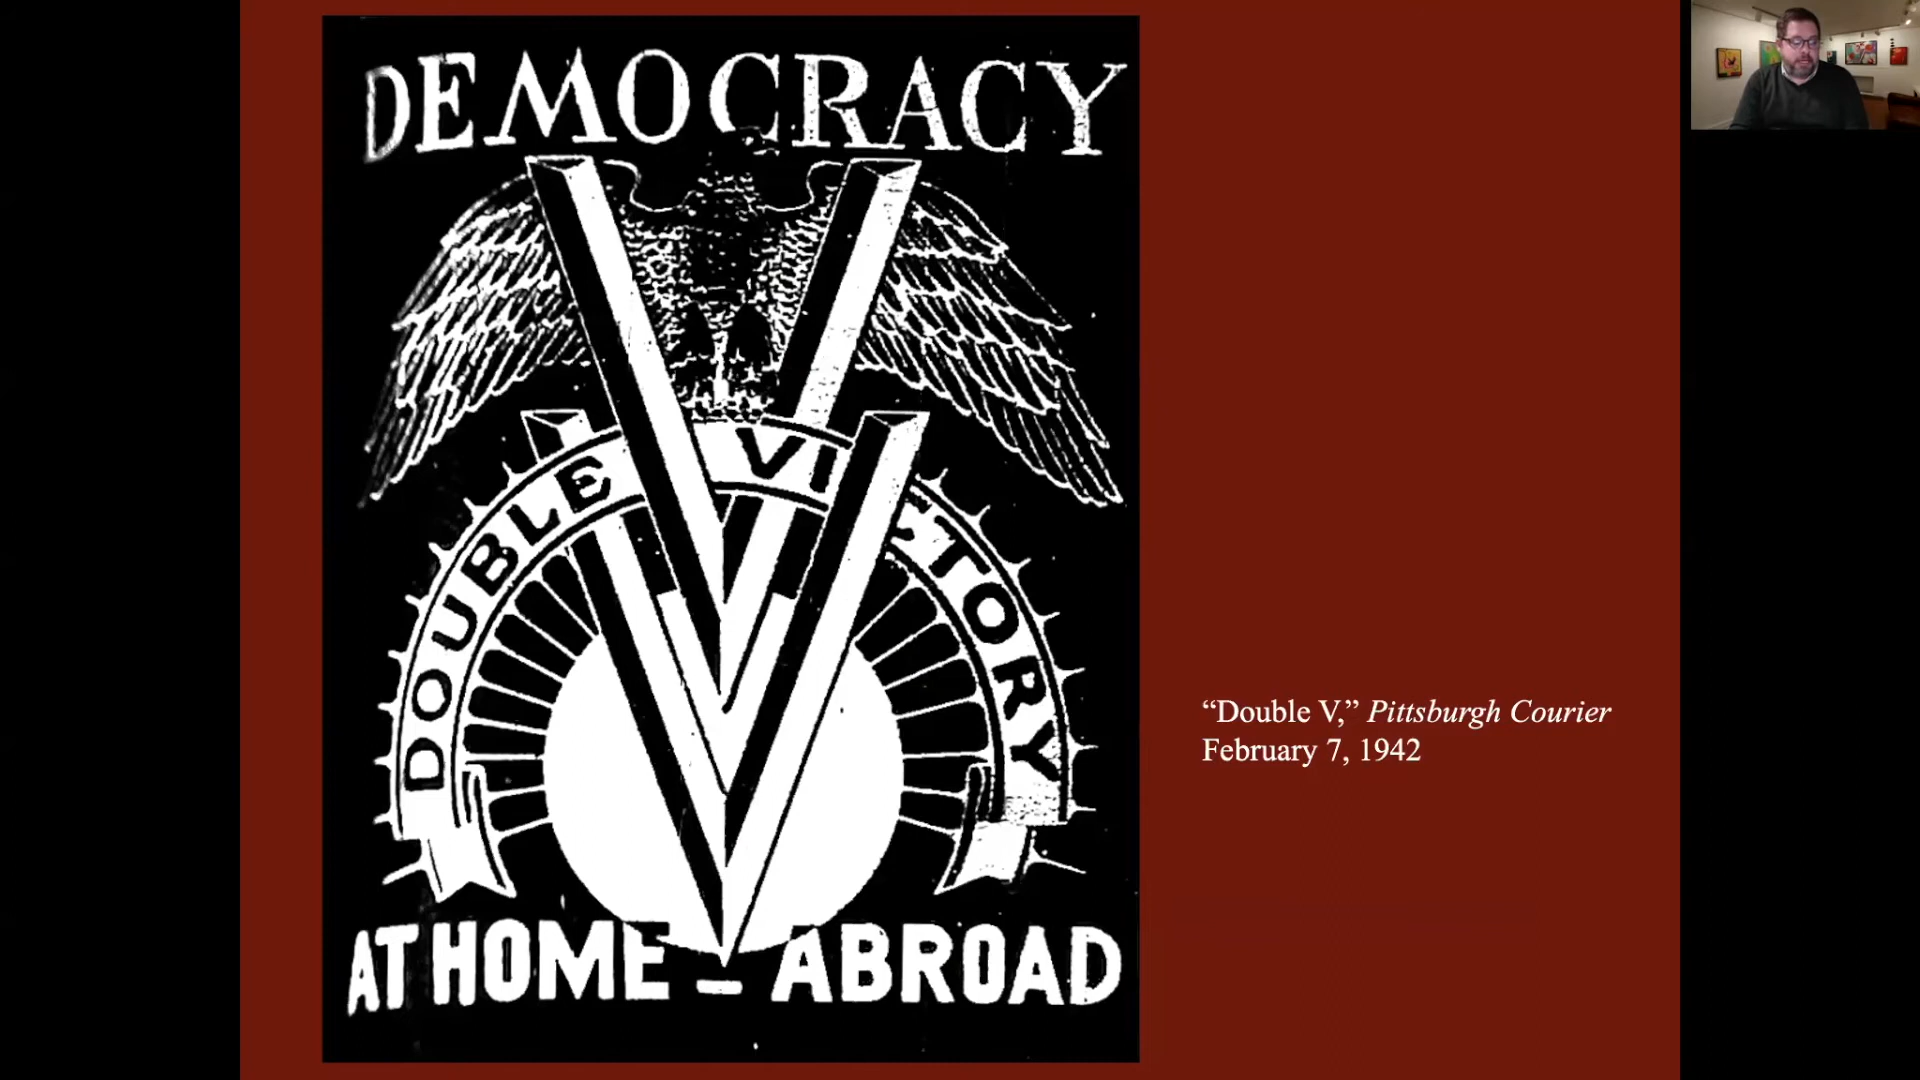 DEMOCRACY
DOUBLE VICTORY
AT HOME – ABROAD
“Double V,” Pittsburgh Courier
February 7, 1942